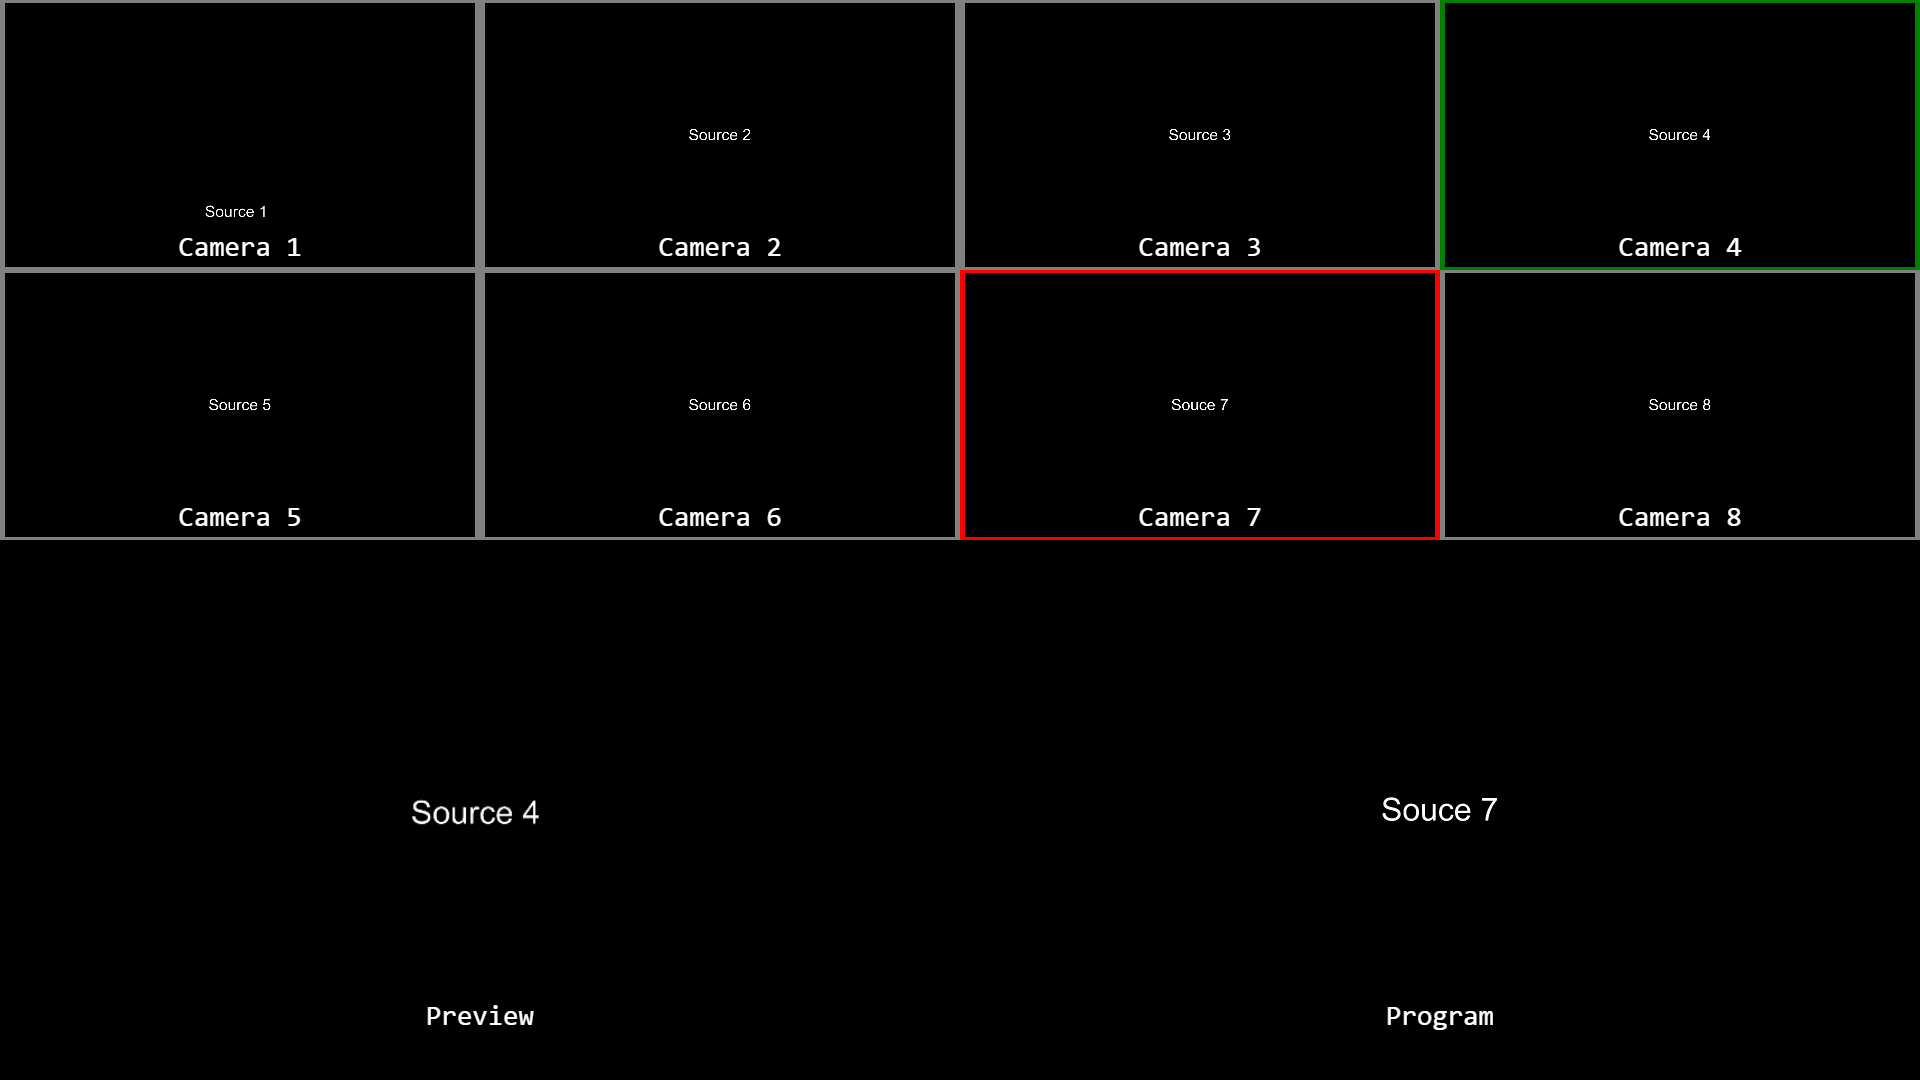 Source 1
Camera 1
Source 2
Camera 2
Source 3
Camera 3
Source 4
Camera 4
Source 5
Camera 5
Source 6
Camera 6
Souce 7
Camera 7
Source 8
Camera 8
Source 4
Preview
Souce 7
Program